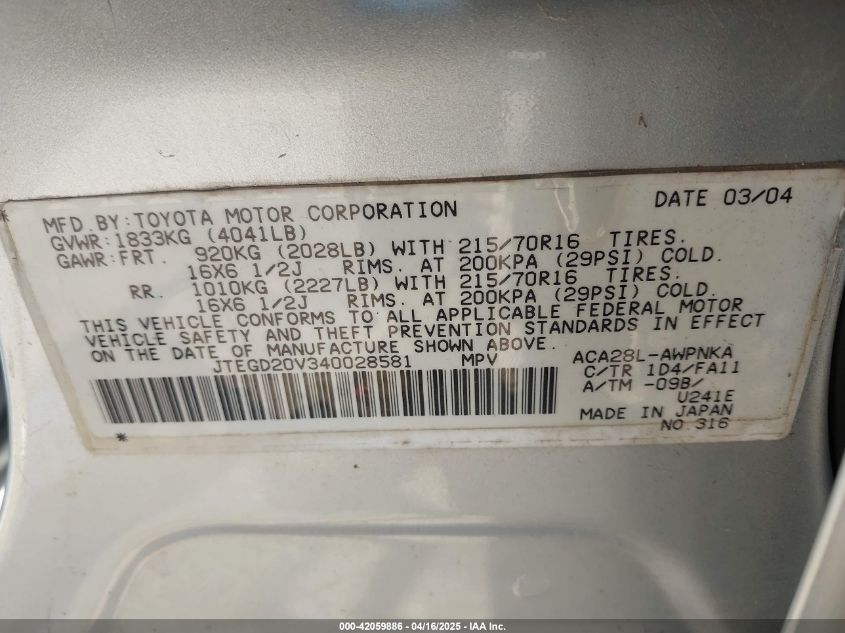 MFD.BY:TOYOTA MOTOR CORPORATION DATE 03/04
GVWR:1833KG (4041LB)
GAWR:FRT. 920KG (2028LB) WITH 215/70R16 TIRES.
16X6 1/2J RIMS. AT 200KPA (29PSI) COLD.
RR. 1010KG (2227LB) WITH 215/70R16 TIRES.
16X6 1/2J RIMS. AT 200KPA (29PSI) COLD.
THIS VEHICLE CONFORMS TO ALL APPLICABLE FEDERAL MOTOR
VEHICLE SAFETY AND THEFT PREVENTION STANDARDS IN EFFECT
ON THE DATE OF MANUFACTURE SHOWN ABOVE.
JTEGD20V340028581 MPV ACA28L-AWPNKA
C/TR 1D4/FA11
A/TM -09B/
U241E
MADE IN JAPAN
NO.316
000-42059886 - 04/16/2025 - IAA Inc.